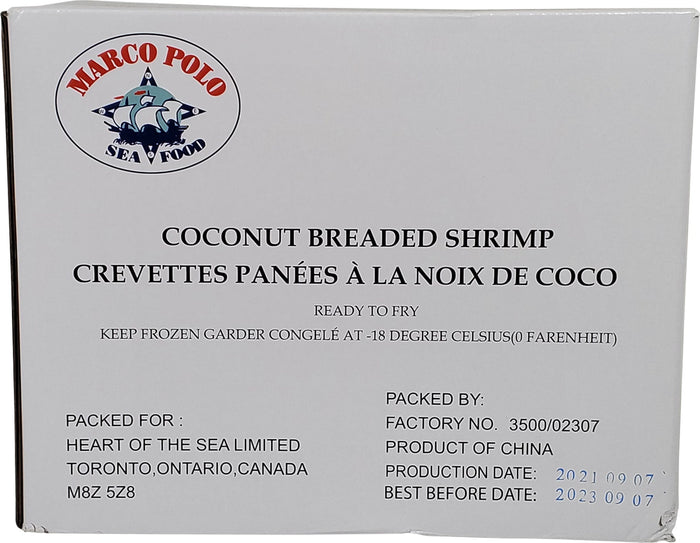 MARCO POLO
SEA FOOD
COCONUT BREADED SHRIMP
CREVETTES PANÉES À LA NOIX DE COCO
READY TO FRY
KEEP FROZEN GARDER CONGELÉ AT -18 DEGREE CELSIUS(0 FARENHEIT)
PACKED FOR :
HEART OF THE SEA LIMITED
TORONTO,ONTARIO,CANADA
M8Z 5Z8
PACKED BY:
FACTORY NO. 3500/02307
PRODUCT OF CHINA
PRODUCTION DATE: 2021 09 07
BEST BEFORE DATE: 2023 09 07